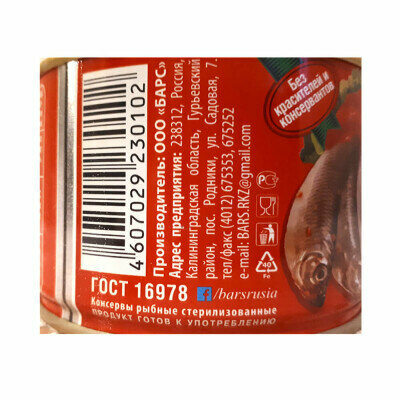 4607029230102
Производитель: ООО «БАРС»
Адрес предприятия: 238312, Россия,
Калининградская область, Гурьевский
район, пос. Родники, ул. Садовая, 7.
тел/факс (4012) 675353, 675252
e-mail: BARS.RKZ@gmail.com
Без
красителей и
консервантов
40
Fe
ГОСТ 16978
f/barsrusia
Консервы рыбные стерилизованные
ПРОДУКТ ГОТОВ К УПОТРЕБЛЕНИЮ